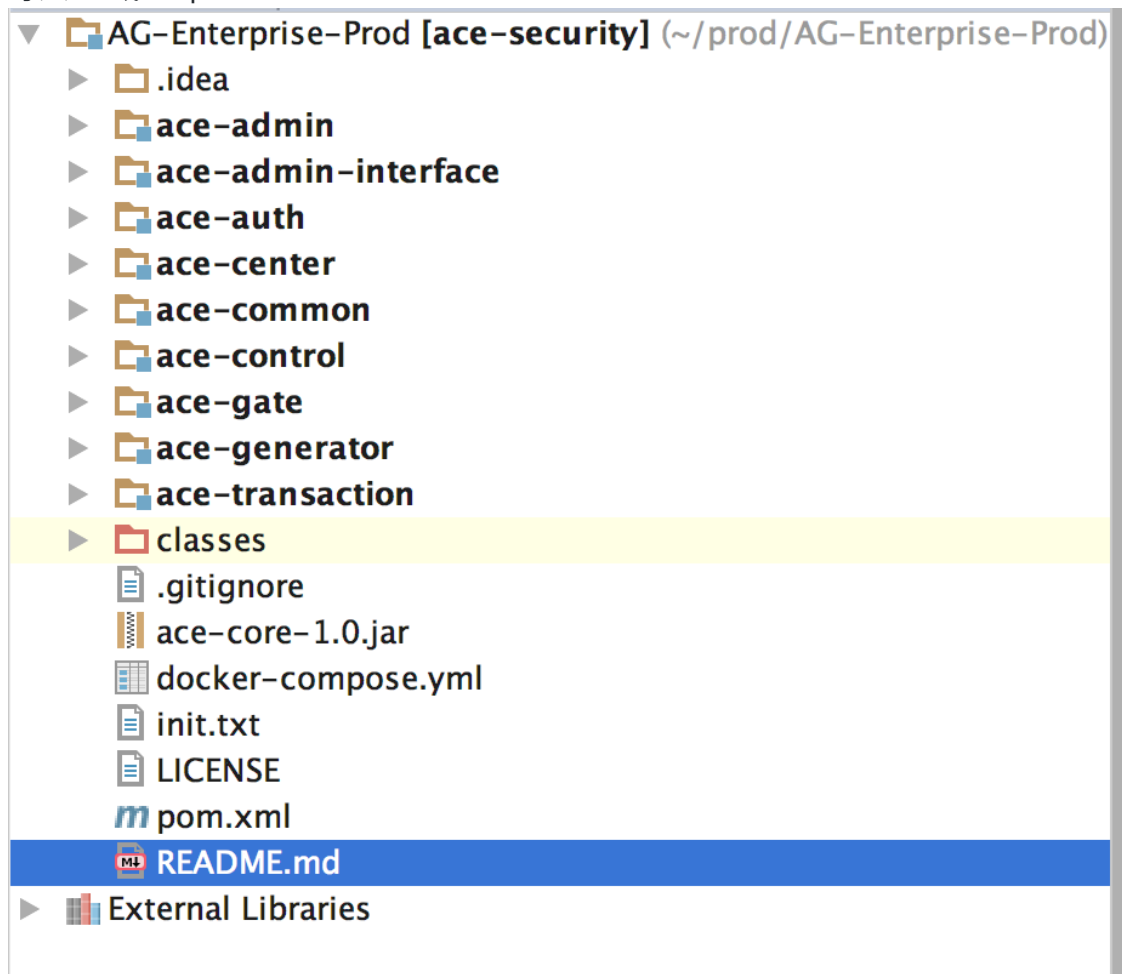 AG-Enterprise-Prod [ace-security] (~/prod/AG-Enterprise-Prod)
.idea
ace-admin
ace-admin-interface
ace-auth
ace-center
ace-common
ace-control
ace-gate
ace-generator
ace-transaction
classes
.gitignore
ace-core-1.0.jar
docker-compose.yml
init.txt
LICENSE
pom.xml
README.md
External Libraries